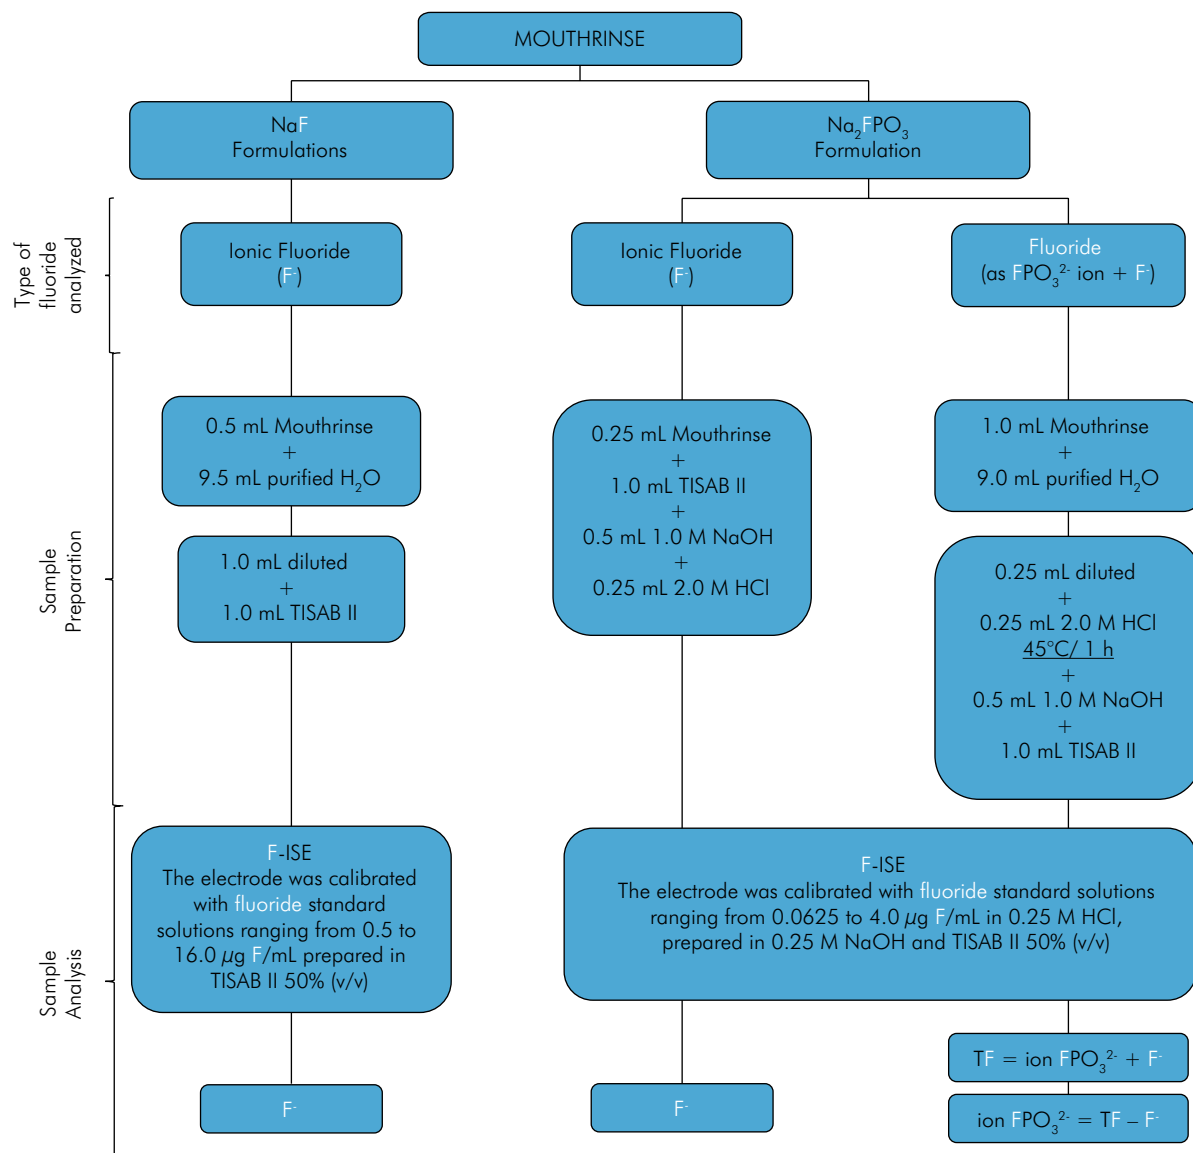 MOUTHRINSE
NaF
Formulations
Na₂FPO₃
Formulation
Type of
fluoride
analyzed
Ionic Fluoride
(F⁻)
Ionic Fluoride
(F⁻)
Fluoride
(as FPO₃²⁻ ion + F⁻)
Sample
Preparation
0.5 mL Mouthrinse
+
9.5 mL purified H₂O
1.0 mL diluted
+
1.0 mL TISAB II
0.25 mL Mouthrinse
+
1.0 mL TISAB II
+
0.5 mL 1.0 M NaOH
+
0.25 mL 2.0 M HCl
1.0 mL Mouthrinse
+
9.0 mL purified H₂O
0.25 mL diluted
+
0.25 mL 2.0 M HCl
45°C/ 1 h
+
0.5 mL 1.0 M NaOH
+
1.0 mL TISAB II
Sample
Analysis
F-ISE
The electrode was calibrated
with fluoride standard
solutions ranging from 0.5 to
16.0 µg F/mL prepared in
TISAB II 50% (v/v)
F-ISE
The electrode was calibrated with fluoride standard solutions
ranging from 0.0625 to 4.0 µg F/mL in 0.25 M HCl,
prepared in 0.25 M NaOH and TISAB II 50% (v/v)
F⁻
F⁻
TF = ion FPO₃²⁻ + F⁻
ion FPO₃²⁻ = TF – F⁻